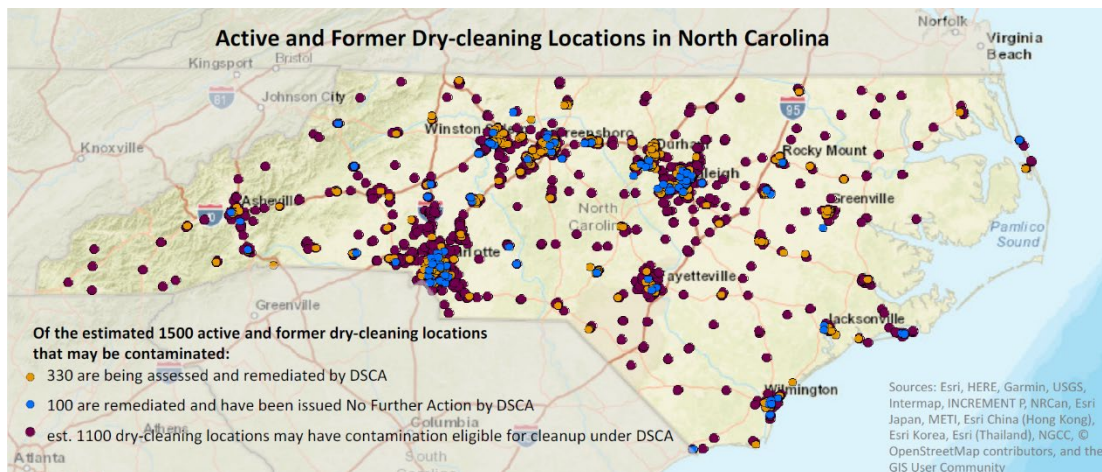 Active and Former Dry-cleaning Locations in North Carolina
Norfolk
Virginia
Beach
Kingsport
Bristol
81
Johnson City
95
Winston
Greensboro
Durham
Knoxville
Rocky Mount
Raleigh
Asheville
North
Carolina
Greenville
Pamlico
Sound
Charlotte
Fayetteville
Greenville
Jacksonville
Of the estimated 1500 active and former dry-cleaning locations
that may be contaminated:
330 are being assessed and remediated by DSCA
Wilmington
100 are remediated and have been issued No Further Action by DSCA
Columbia
Athens
est. 1100 dry-cleaning locations may have contamination eligible for cleanup under DSCA
Atlanta
South
Carolina
Sources: Esri, HERE, Garmin, USGS,
Intermap, INCREMENT P, NRCan, Esri
Japan, METI, Esri China (Hong Kong),
Esri Korea, Esri (Thailand), NGCC, ©
OpenStreetMap contributors, and the
GIS User Community